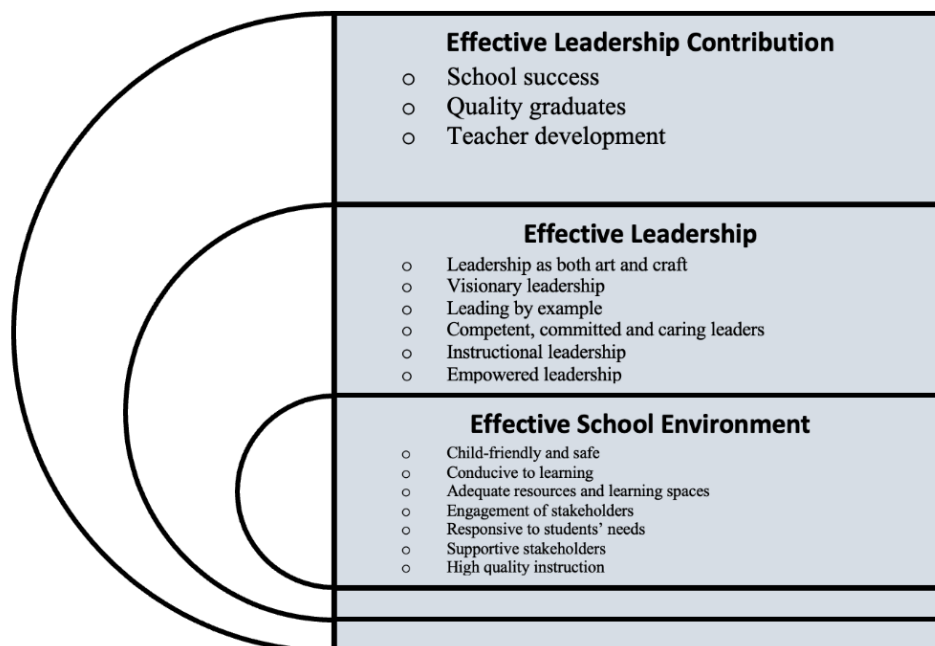 Effective Leadership Contribution
o School success
o Quality graduates
o Teacher development
Effective Leadership
o Leadership as both art and craft
o Visionary leadership
o Leading by example
o Competent, committed and caring leaders
o Instructional leadership
o Empowered leadership
Effective School Environment
o Child-friendly and safe
o Conducive to learning
o Adequate resources and learning spaces
o Engagement of stakeholders
o Responsive to students’ needs
o Supportive stakeholders
o High quality instruction